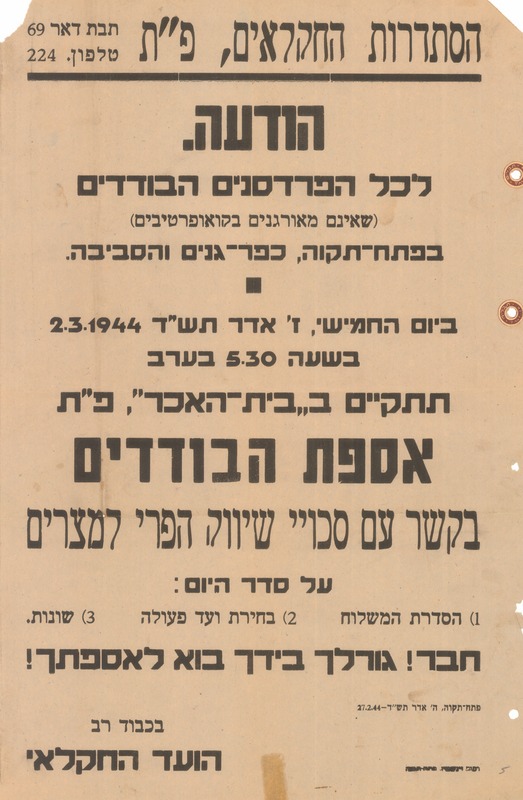 הסתדרות החקלאים, פ״ת
תבת דאר 69
טלפון. 224
הודעה.
לכל הפרדסנים הבודדים
(שאינם מאורגנים בקואופרטיבים)
בפתח־תקוה, כפר־גנים והסביבה.
ביום החמישי, ז׳ אדר תש״ד 2.3.1944
בשעה 5.30 בערב
תתקיים ב„בית־האכר”, פ״ת
אספת הבודדים
בקשר עם סכויי שיווק הפרי למצרים
על סדר היום:
1) הסדרת המשלוח 2) בחירת ועד פעולה 3) שונות.
חבר! גורלך בידך בוא לאספתך!
פתח־תקוה, ה׳ אדר תש״ד–27.2.44
בכבוד רב
הועד החקלאי
5